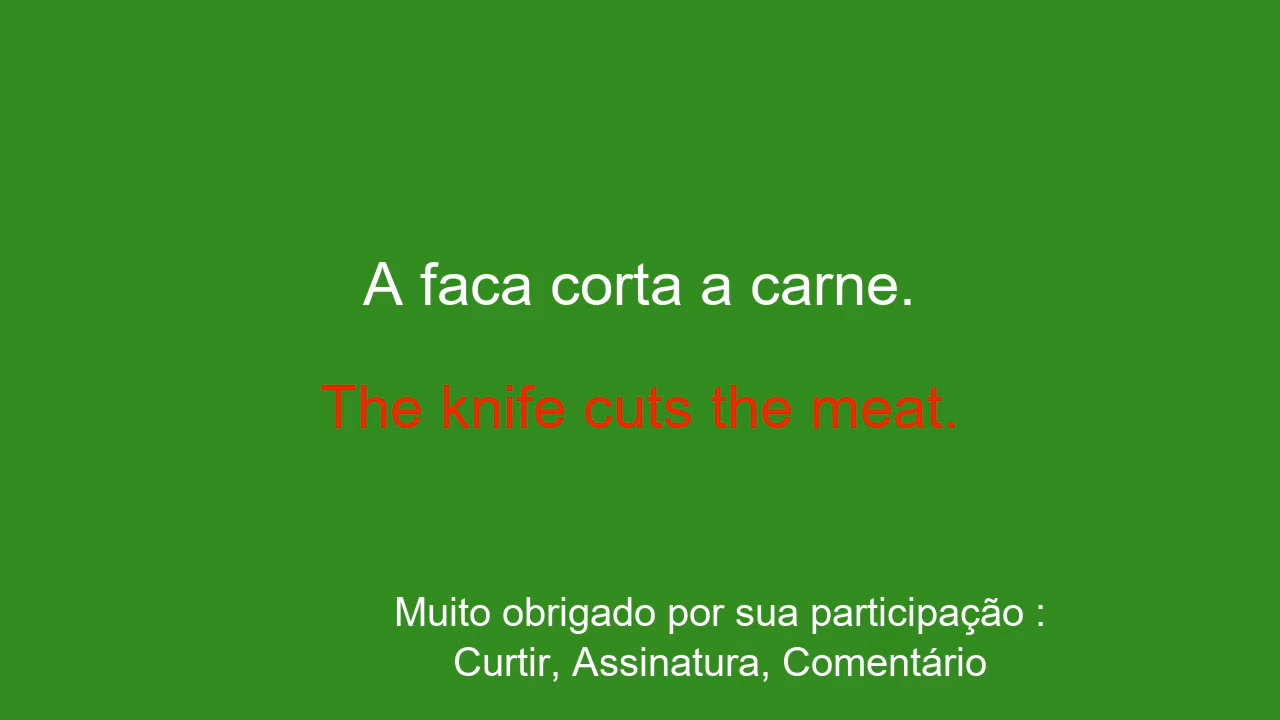 A faca corta a carne.
The knife cuts the meat.
Muito obrigado por sua participação :
Curtir, Assinatura, Comentário